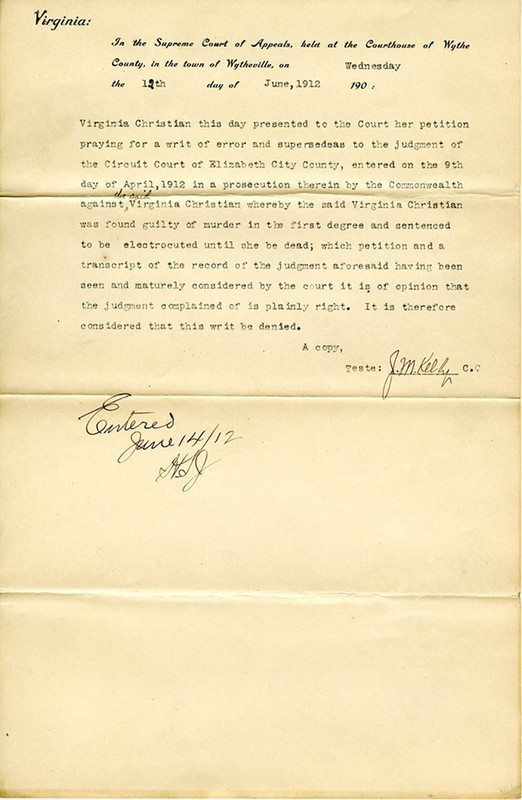 Virginia:
In the Supreme Court of Appeals, held at the Courthouse of Wythe
County, in the town of Wytheville, on Wednesday
the 12th day of June, 1912 190 :
Virginia Christian this day presented to the Court her petition
praying for a writ of error and supersedeas to the judgment of
the Circuit Court of Elizabeth City County, entered on the 9th
day of April, 1912 in a prosecution therein by the Commonwealth
the said
against, Virginia Christian whereby the said Virginia Christian
was found guilty of murder in the first degree and sentenced
to be electrocuted until she be dead; which petition and a
transcript of the record of the judgment aforesaid having been
seen and maturely considered by the court it is of opinion that
the judgment complained of is plainly right. It is therefore
considered that this writ be denied.
A copy,
Teste: J.M.Kelly C.C
Entered
June 14/12